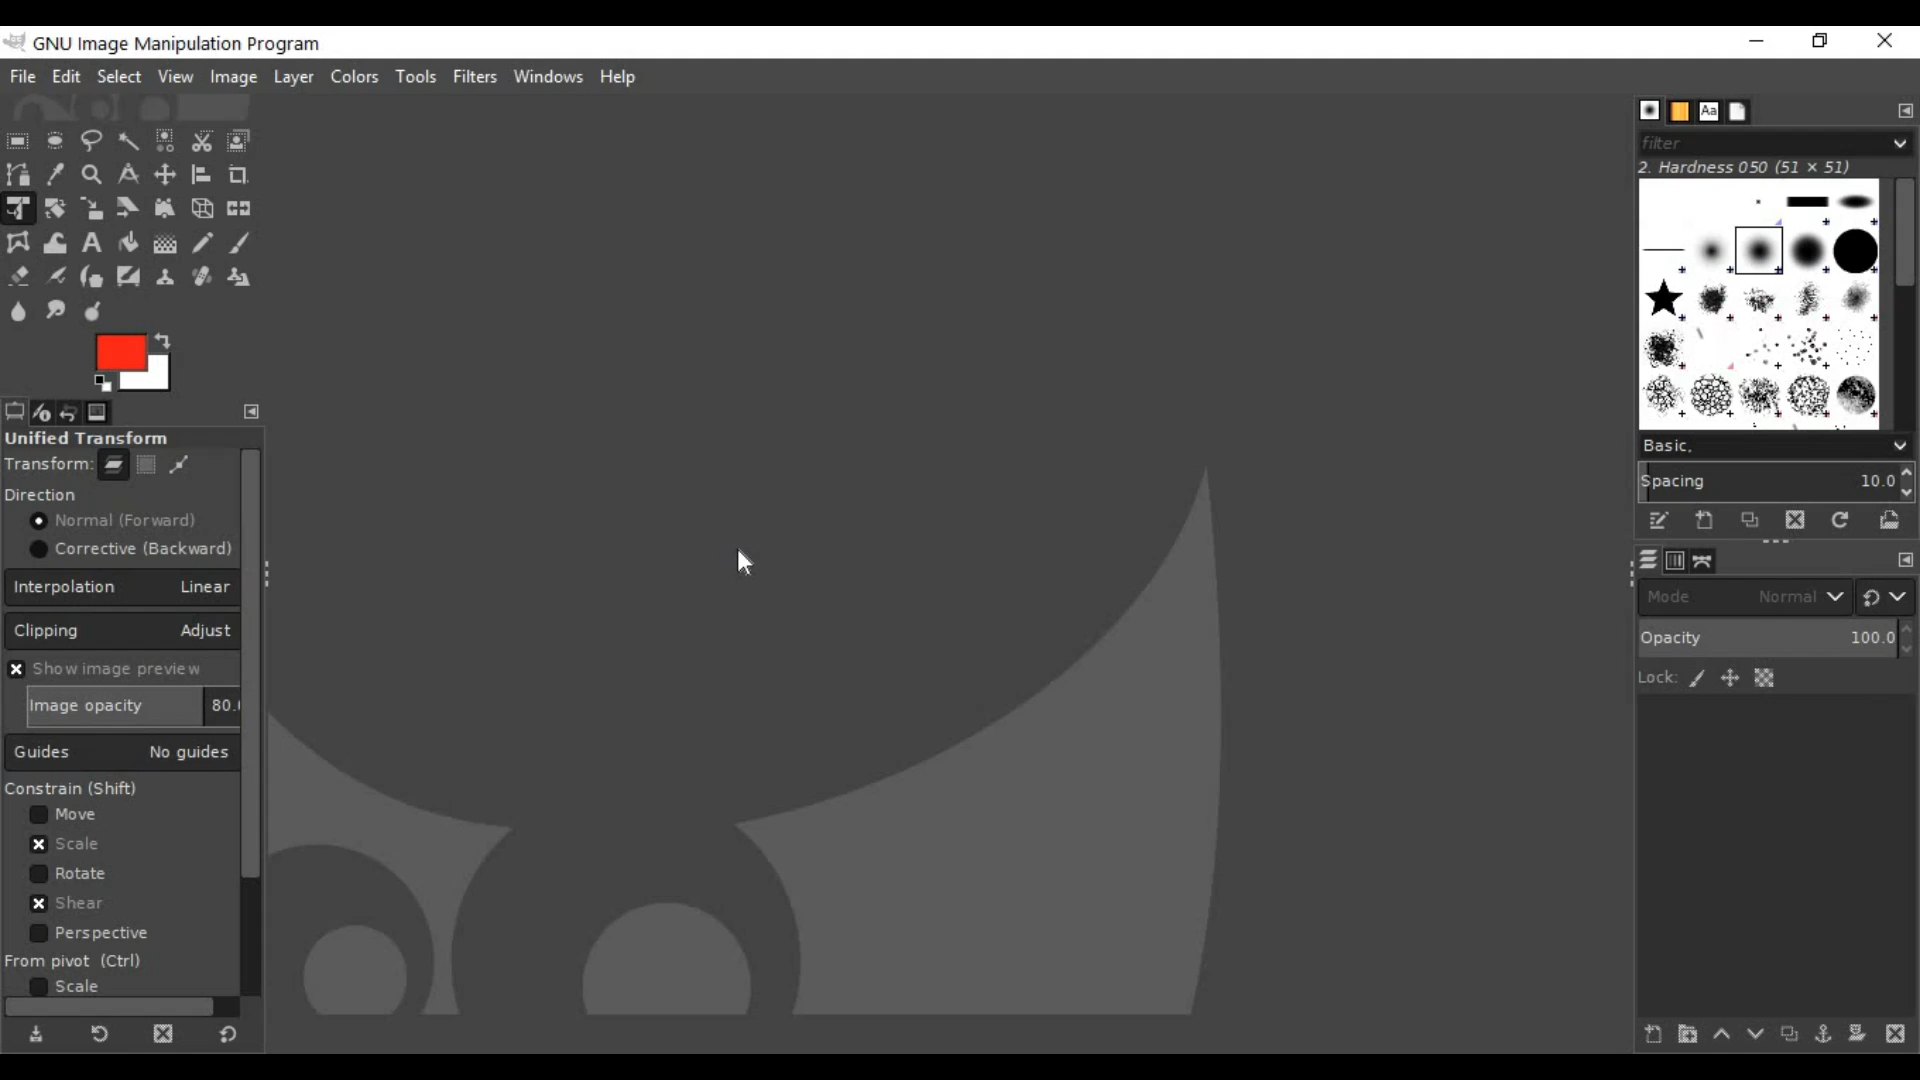 GNU Image Manipulation Program
File Edit Select View Image Layer Colors Tools Filters Windows Help
Aa
filter
2. Hardness 050 (51 × 51)
Basic,
Spacing 10.0
Mode Normal
Opacity 100.0
Lock:
A
Unified Transform
Transform:
Direction
Normal (Forward)
Corrective (Backward)
Interpolation Linear
Clipping Adjust
Show image preview
Image opacity 80.
Guides No guides
Constrain (Shift)
Move
Scale
Rotate
Shear
Perspective
From pivot (Ctrl)
Scale